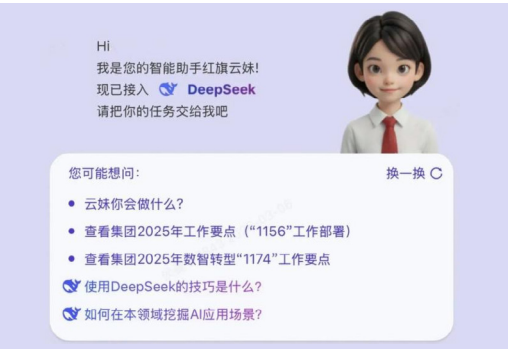 Hi
我是您的智能助手红旗云妹!
现已接入 DeepSeek
请把你的任务交给我吧
您可能想问: 换一换
云妹你会做什么?
查看集团2025年工作要点（“1156”工作部署）
查看集团2025年数智转型“1174”工作要点
使用DeepSeek的技巧是什么?
如何在本领域挖掘AI应用场景?